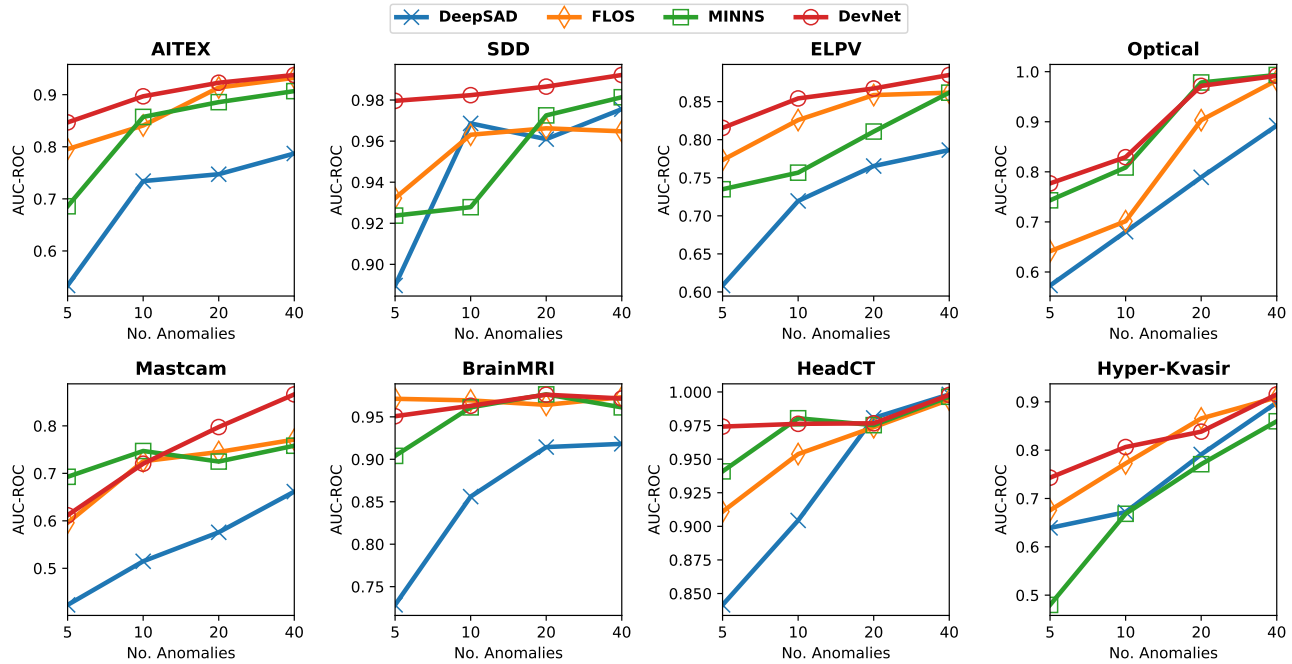 DeepSAD FLOS MINNS DevNet
AITEX SDD ELPV Optical
AUC-ROC
0.9
0.8
0.7
0.6
5 10 20 40
No. Anomalies
AUC-ROC
0.98
0.96
0.94
0.92
0.90
5 10 20 40
No. Anomalies
AUC-ROC
0.85
0.80
0.75
0.70
0.65
0.60
5 10 20 40
No. Anomalies
AUC-ROC
1.0
0.9
0.8
0.7
0.6
5 10 20 40
No. Anomalies
Mastcam BrainMRI HeadCT Hyper-Kvasir
AUC-ROC
0.8
0.7
0.6
0.5
5 10 20 40
No. Anomalies
AUC-ROC
0.95
0.90
0.85
0.80
0.75
5 10 20 40
No. Anomalies
AUC-ROC
1.000
0.975
0.950
0.925
0.900
0.875
0.850
5 10 20 40
No. Anomalies
AUC-ROC
0.9
0.8
0.7
0.6
0.5
5 10 20 40
No. Anomalies